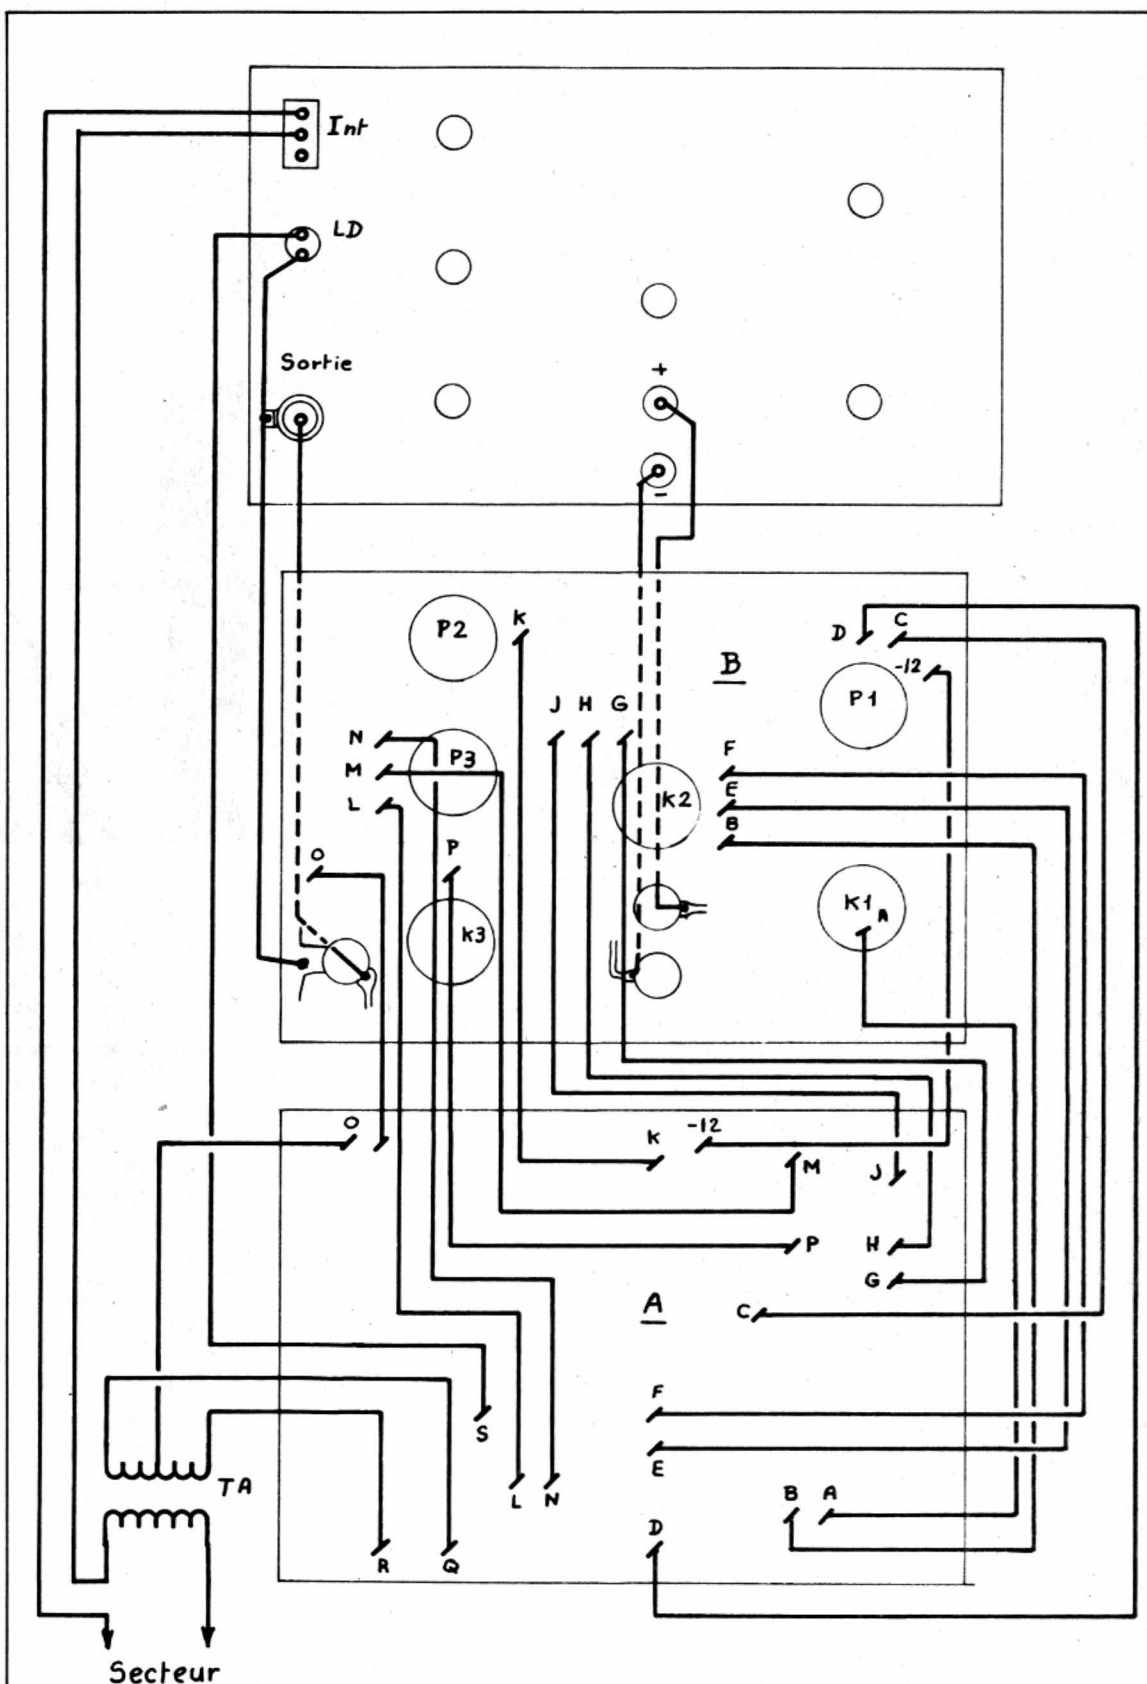 Int
LD
Sortie
+
-
P2
K
D
C
-12
B
P1
J H G
N
P3
F
M
K2
E
L
B
O
P
K1
A
K3
O
K
-12
M
J
P
H
G
A
C
F
S
E
TA
L N
B A
D
R Q
Secteur